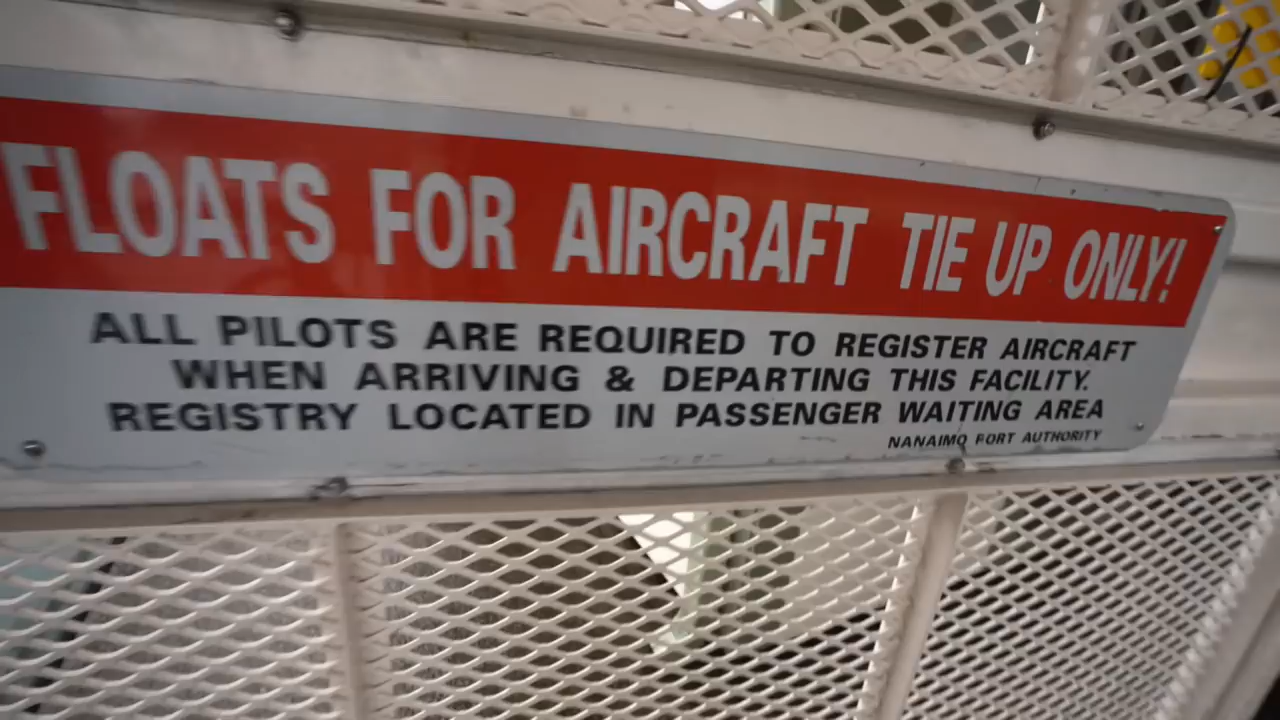 FLOATS FOR AIRCRAFT TIE UP ONLY!
ALL PILOTS ARE REQUIRED TO REGISTER AIRCRAFT
WHEN ARRIVING & DEPARTING THIS FACILITY.
REGISTRY LOCATED IN PASSENGER WAITING AREA
NANAIMO PORT AUTHORITY